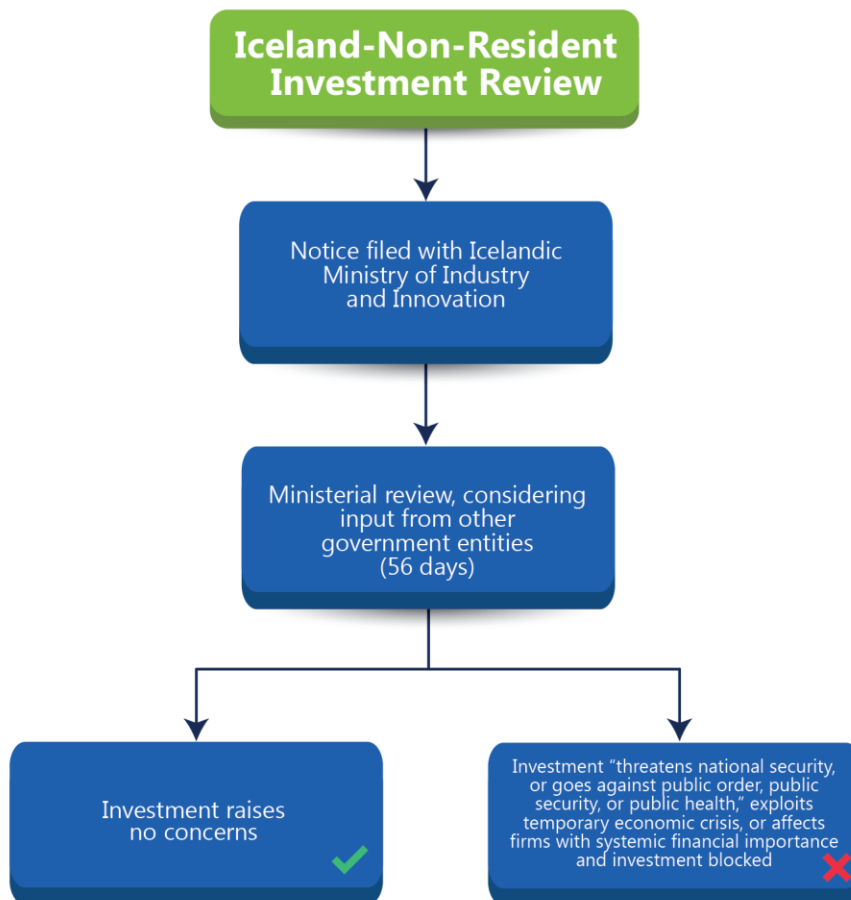 Iceland-Non-Resident
Investment Review
Notice filed with Icelandic
Ministry of Industry
and Innovation
Ministerial review, considering
input from other
government entities
(56 days)
Investment raises
no concerns
Investment “threatens national security,
or goes against public order, public
security, or public health,” exploits
temporary economic crisis, or affects
firms with systemic financial importance
and investment blocked